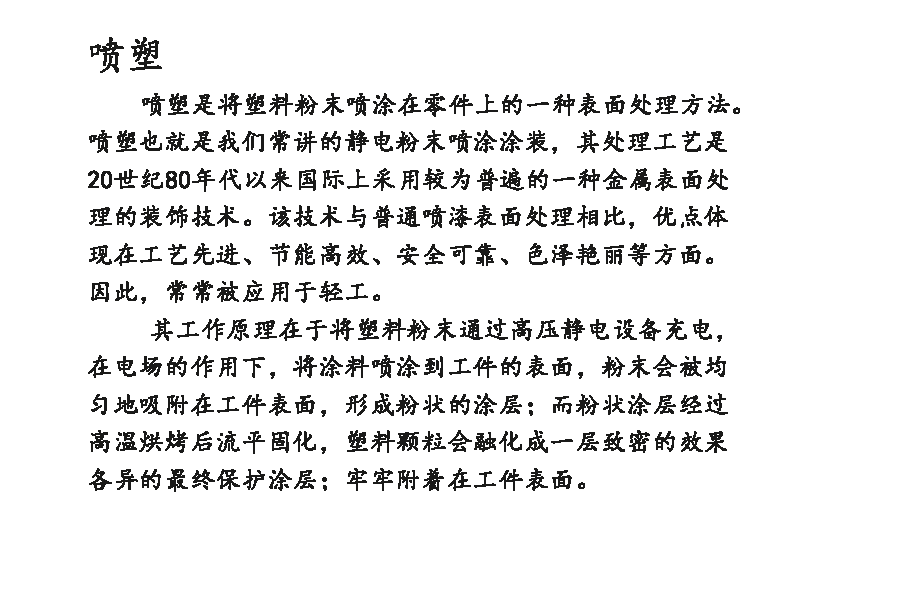 喷塑
喷塑是将塑料粉末喷涂在零件上的一种表面处理方法。
喷塑也就是我们常讲的静电粉末喷涂涂装，其处理工艺是
20世纪80年代以来国际上采用较为普遍的一种金属表面处
理的装饰技术。该技术与普通喷漆表面处理相比，优点体
现在工艺先进、节能高效、安全可靠、色泽艳丽等方面。
因此，常常被应用于轻工。
其工作原理在于将塑料粉末通过高压静电设备充电，
在电场的作用下，将涂料喷涂到工件的表面，粉末会被均
匀地吸附在工件表面，形成粉状的涂层；而粉状涂层经过
高温烘烤后流平固化，塑料颗粒会融化成一层致密的效果
各异的最终保护涂层；牢牢附着在工件表面。